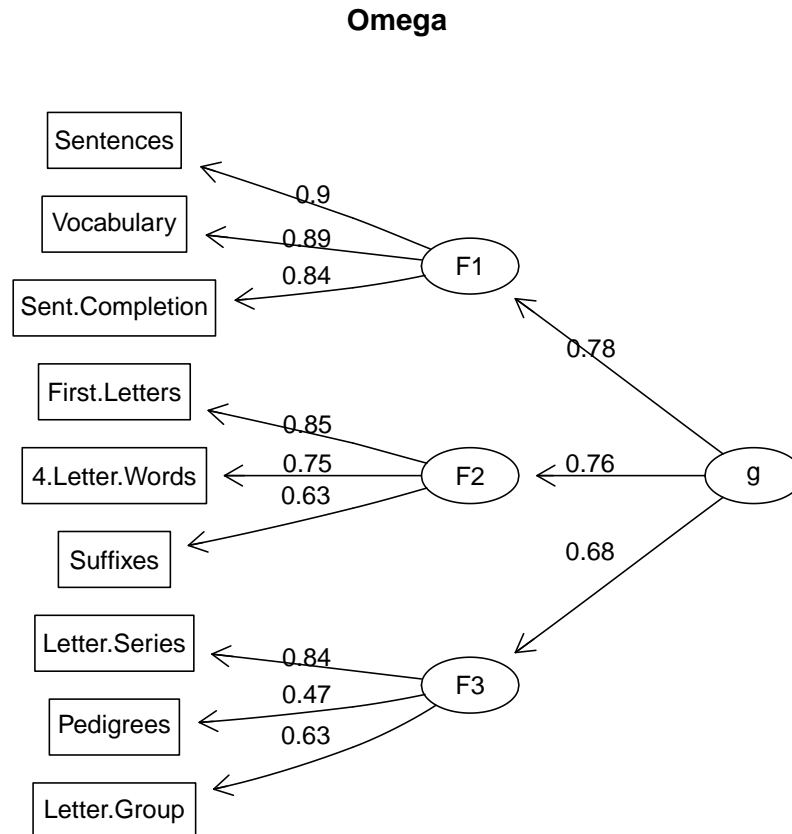 Omega
Sentences
0.9
Vocabulary
0.89
F1
Sent.Completion
0.84
0.78
First.Letters
0.85
4.Letter.Words
0.75
F2
0.76
g
0.63
Suffixes
0.68
Letter.Series
0.84
F3
0.47
Pedigrees
0.63
Letter.Group